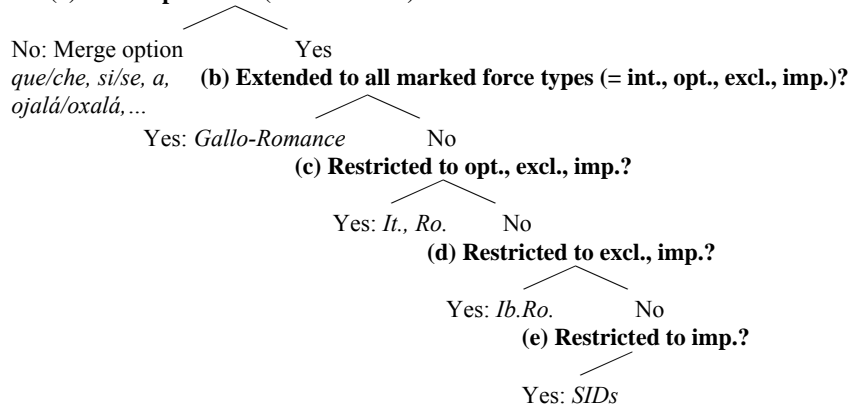 No: Merge option Yes
que/che, si/se, a, (b) Extended to all marked force types (= int., opt., excl., imp.)?
ojalá/oxalá,…
Yes: Gallo-Romance No
(c) Restricted to opt., excl., imp.?
Yes: It., Ro. No
(d) Restricted to excl., imp.?
Yes: Ib.Ro. No
(e) Restricted to imp.?
Yes: SIDs